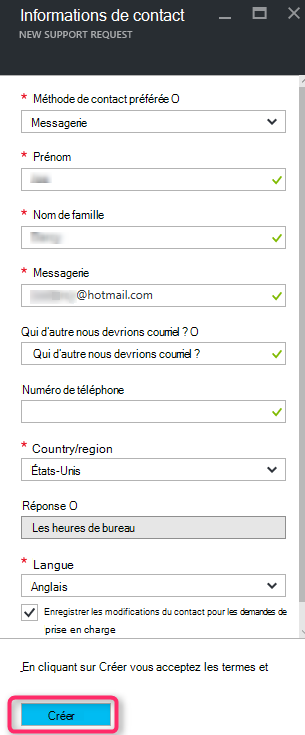 Informations de contact
NEW SUPPORT REQUEST
* Méthode de contact préférée O
Messagerie
* Prénom
* Nom de famille
* Messagerie
@hotmail.com
Qui d'autre nous devrions courriel ? O
Qui d'autre nous devrions courriel ?
Numéro de téléphone
* Country/region
États-Unis
Réponse O
Les heures de bureau
* Langue
Anglais
Enregistrer les modifications du contact pour les demandes de
prise en charge
En cliquant sur Créer vous acceptez les termes et
Créer